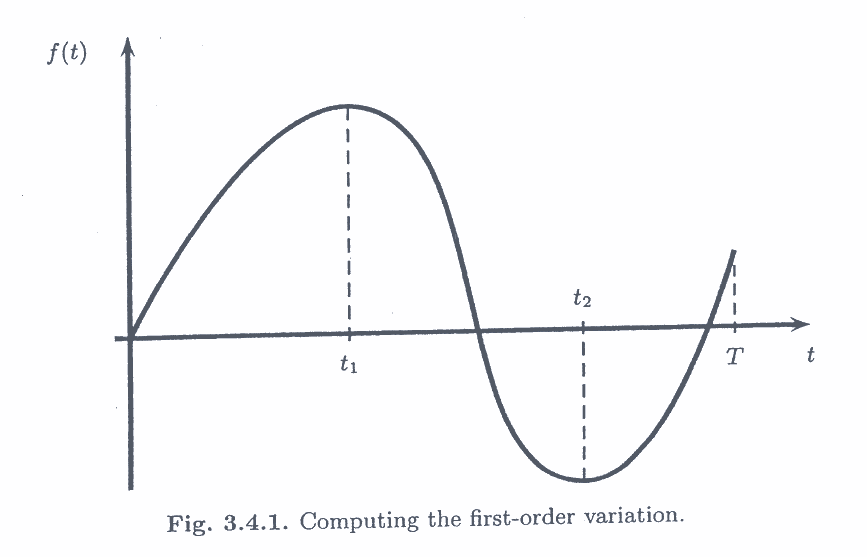 f(t)
t₂
t₁
T
t
Fig. 3.4.1. Computing the first-order variation.